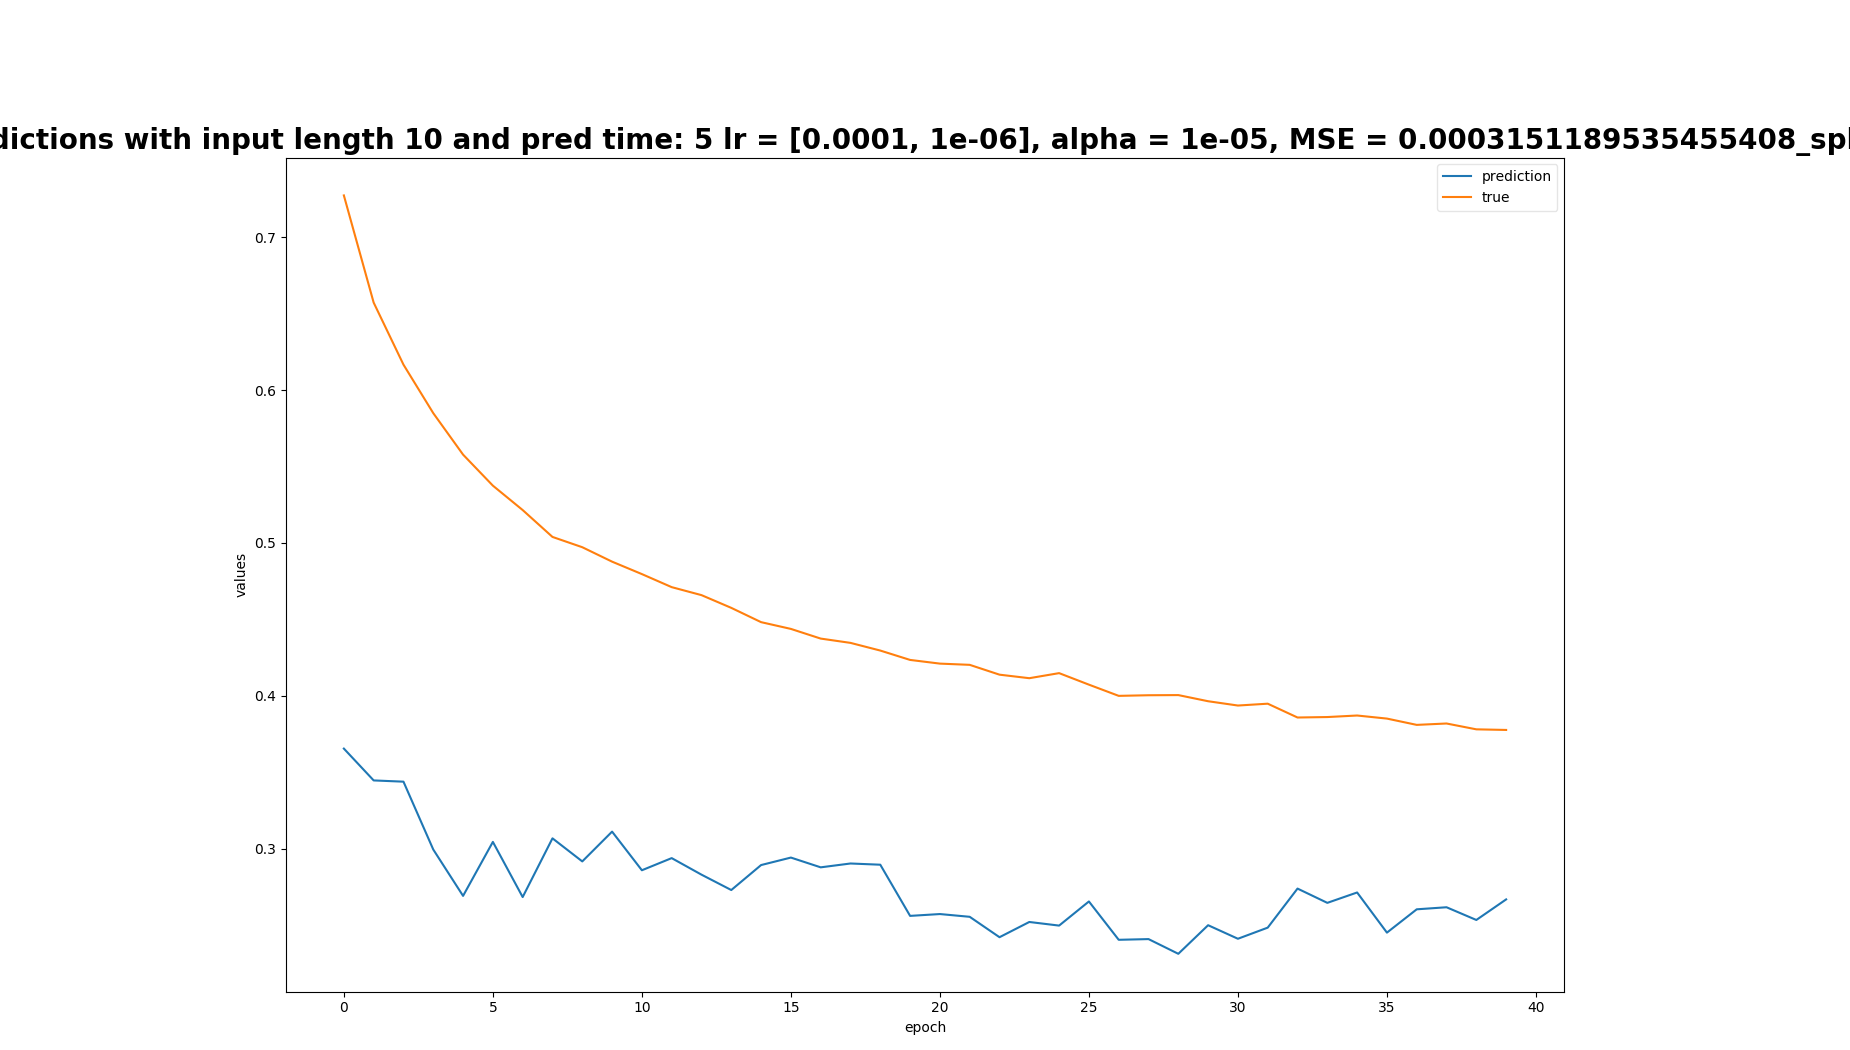 dictions with input length 10 and pred time: 5 lr = [0.0001, 1e-06], alpha = 1e-05, MSE = 0.0003151189535455408_spl
prediction
true
0.7
0.6
0.5
0.4
0.3
values
0 5 10 15 20 25 30 35 40
epoch